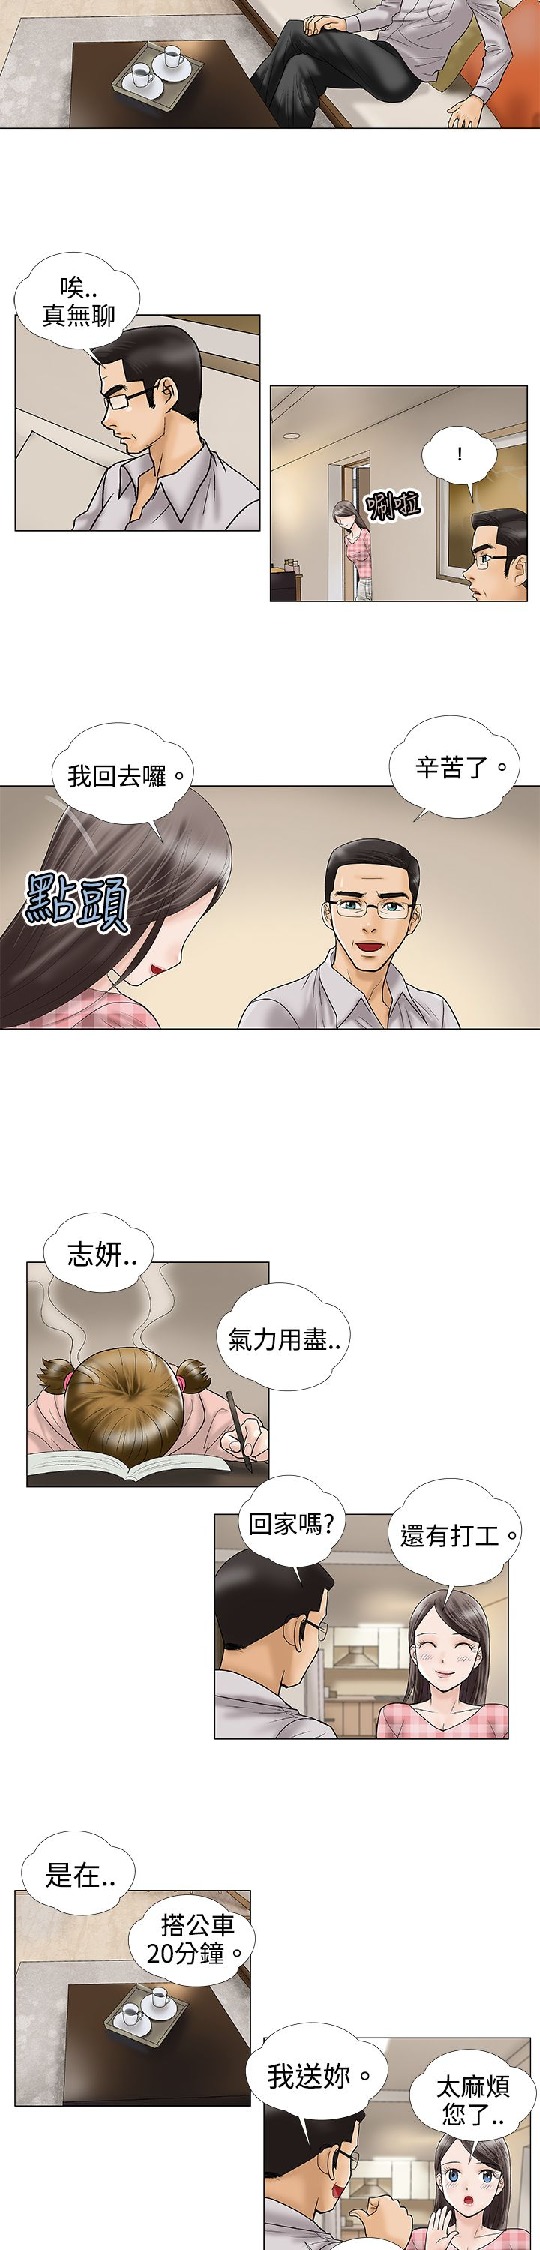 唉..
真無聊
唰啦
！
我回去囉。
辛苦了。
點頭
志妍..
氣力用盡..
回家嗎?
還有打工。
是在..
搭公車
20分鐘。
我送妳。
太麻煩
您了..